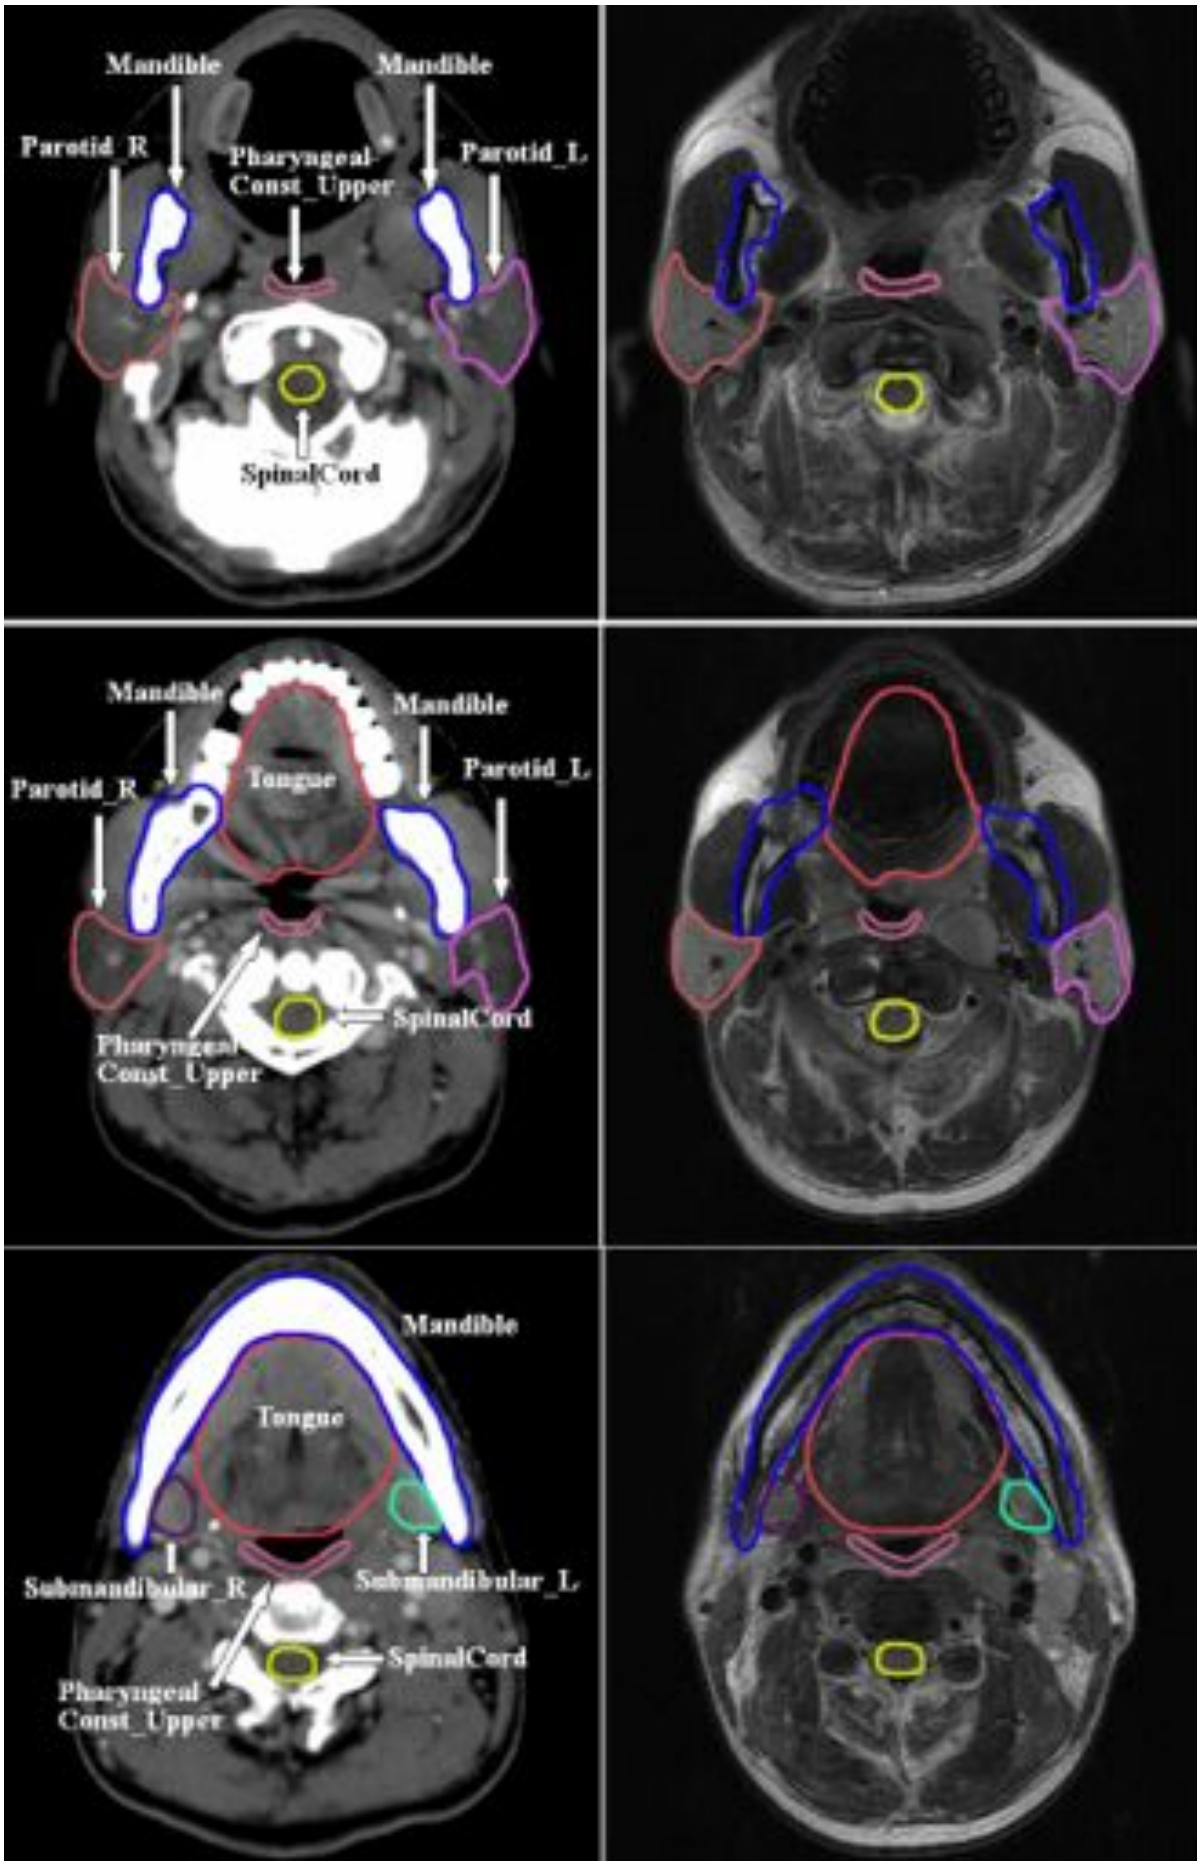 Mandible
Mandible
Parotid_R
Pharyngeal-
Const_Upper
Parotid_L
SpinalCord
Mandible
Mandible
Parotid_R
Tongue
Parotid_L
SpinalCord
Pharyngeal-
Const_Upper
Mandible
Tongue
Submandibular_R
Submandibular_L
SpinalCord
Pharyngeal
Const_Upper